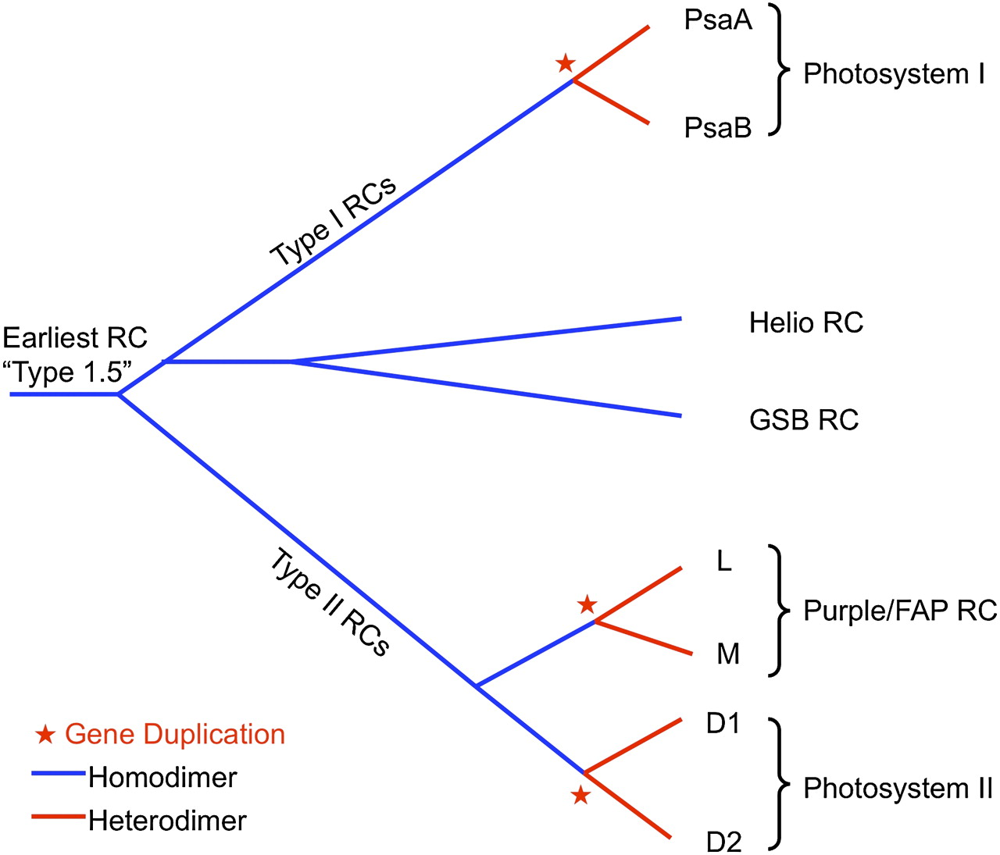 PsaA
Photosystem I
PsaB
Type I RCs
Earliest RC
“Type 1.5”
Helio RC
GSB RC
Type II RCs
L
Purple/FAP RC
M
D1
Photosystem II
D2
Gene Duplication
Homodimer
Heterodimer